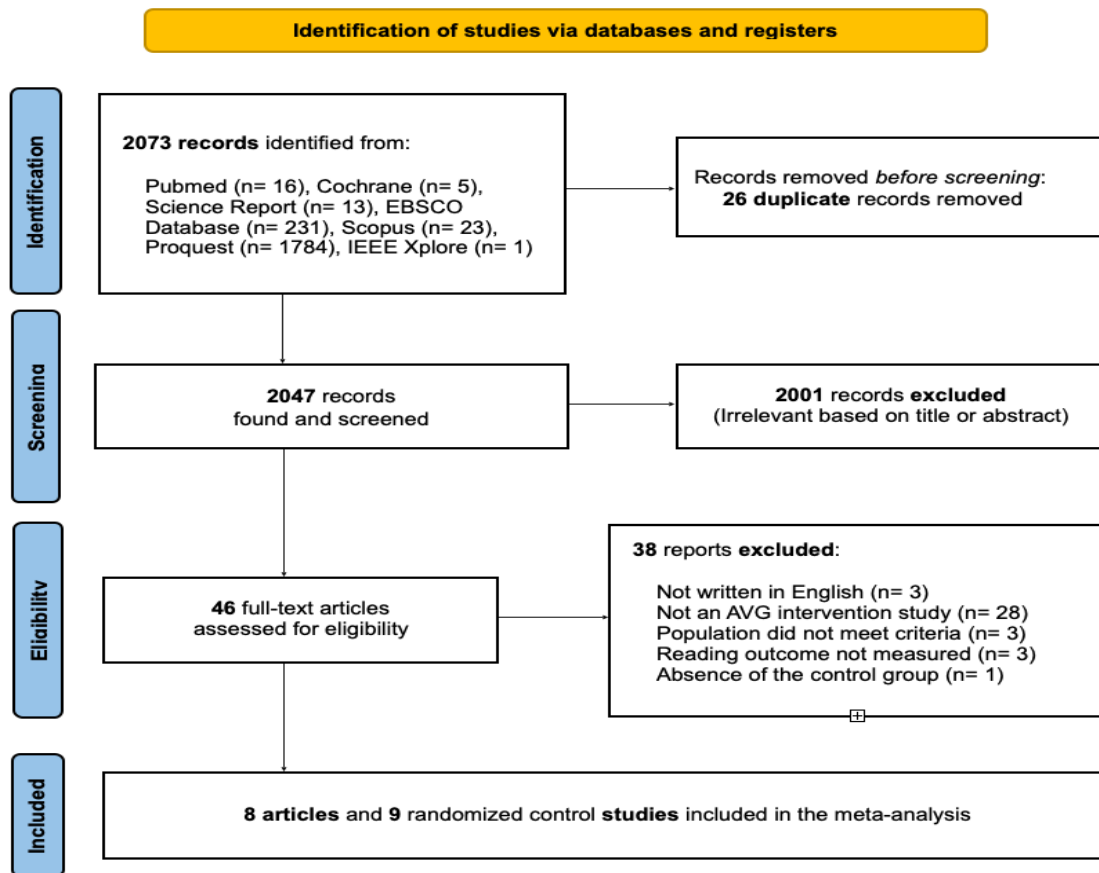 Identification of studies via databases and registers
Identification
2073 records identified from:
Pubmed (n= 16), Cochrane (n= 5),
Science Report (n= 13), EBSCO
Database (n= 231), Scopus (n= 23),
Proquest (n= 1784), IEEE Xplore (n= 1)
Records removed before screening:
26 duplicate records removed
Screening
2047 records
found and screened
2001 records excluded
(Irrelevant based on title or abstract)
Eligibility
46 full-text articles
assessed for eligibility
38 reports excluded:
Not written in English (n= 3)
Not an AVG intervention study (n= 28)
Population did not meet criteria (n= 3)
Reading outcome not measured (n= 3)
Absence of the control group (n= 1)
Included
8 articles and 9 randomized control studies included in the meta-analysis